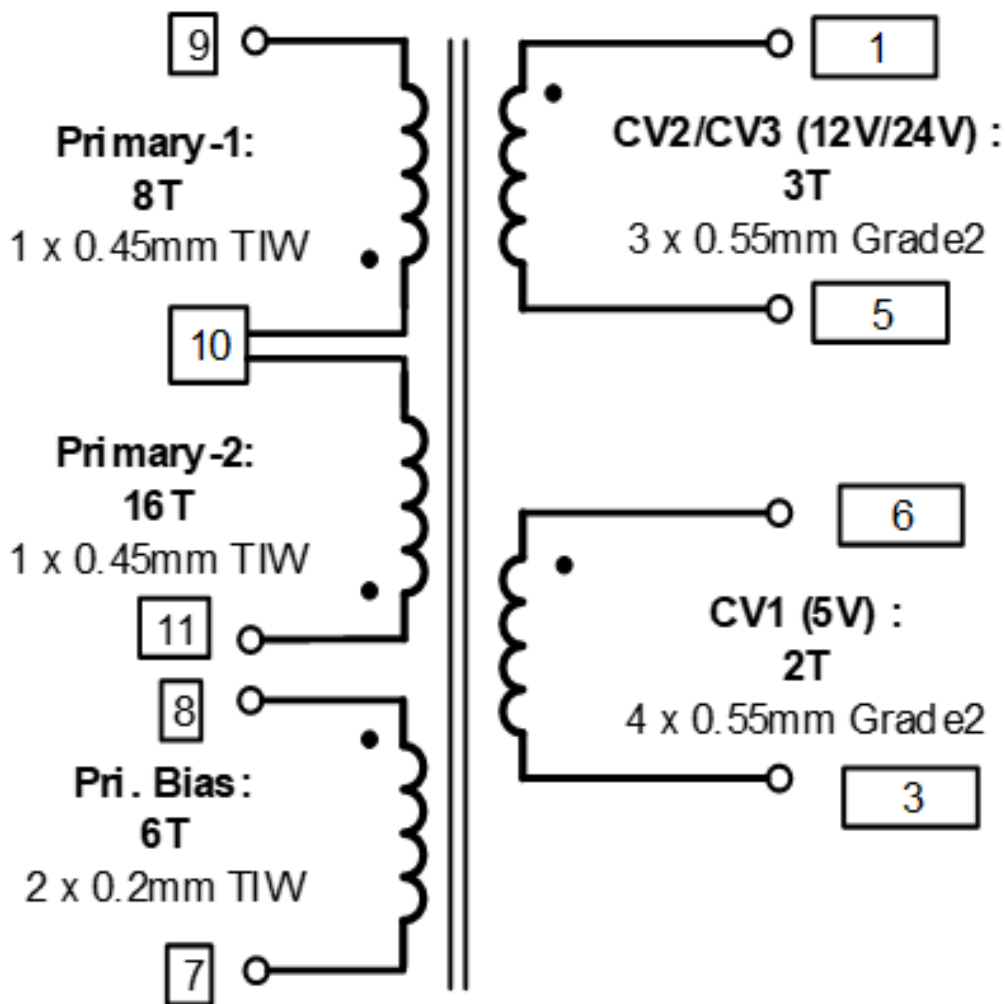 9
Primary-1:
8T
1 x 0.45mm TIW
10
Primary-2:
16T
1 x 0.45mm TIW
11
8
Pri. Bias:
6T
2 x 0.2mm TIW
7
1
CV2/CV3 (12V/24V) :
3T
3 x 0.55mm Grade2
5
6
CV1 (5V) :
2T
4 x 0.55mm Grade2
3